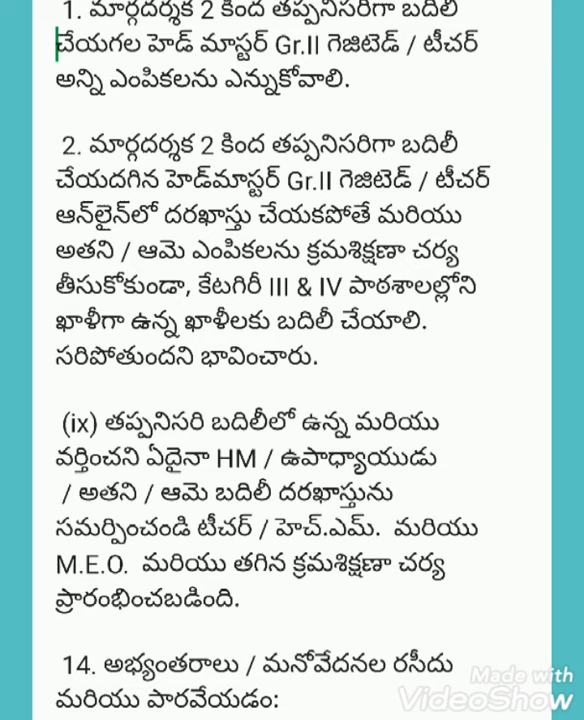 1. మార్గదర్శక 2 కింద తప్పనిసరిగా బదిలీ
చేయగల హెడ్ మాస్టర్ Gr.II గెజిటెడ్ / టీచర్
అన్ని ఎంపికలను ఎన్నుకోవాలి.
2. మార్గదర్శక 2 కింద తప్పనిసరిగా బదిలీ
చేయదగిన హెడ్‌మాస్టర్ Gr.II గెజిటెడ్ / టీచర్
ఆన్‌లైన్‌లో దరఖాస్తు చేయకపోతే మరియు
అతని / ఆమె ఎంపికలను క్రమశిక్షణా చర్య
తీసుకోకుండా, కేటగిరీ III & IV పాఠశాలల్లోని
ఖాళీగా ఉన్న ఖాళీలకు బదిలీ చేయాలి.
సరిపోతుందని భావించారు.
(ix) తప్పనిసరి బదిలీలో ఉన్న మరియు
వర్తించని ఏదైనా HM / ఉపాధ్యాయుడు
/ అతని / ఆమె బదిలీ దరఖాస్తును
సమర్పించండి టీచర్ / హెచ్.ఎమ్. మరియు
M.E.O. మరియు తగిన క్రమశిక్షణా చర్య
ప్రారంభించబడింది.
14. అభ్యంతరాలు / మనోవేదనల రసీదు
మరియు పారవేయడం:
Made with
VideoShow